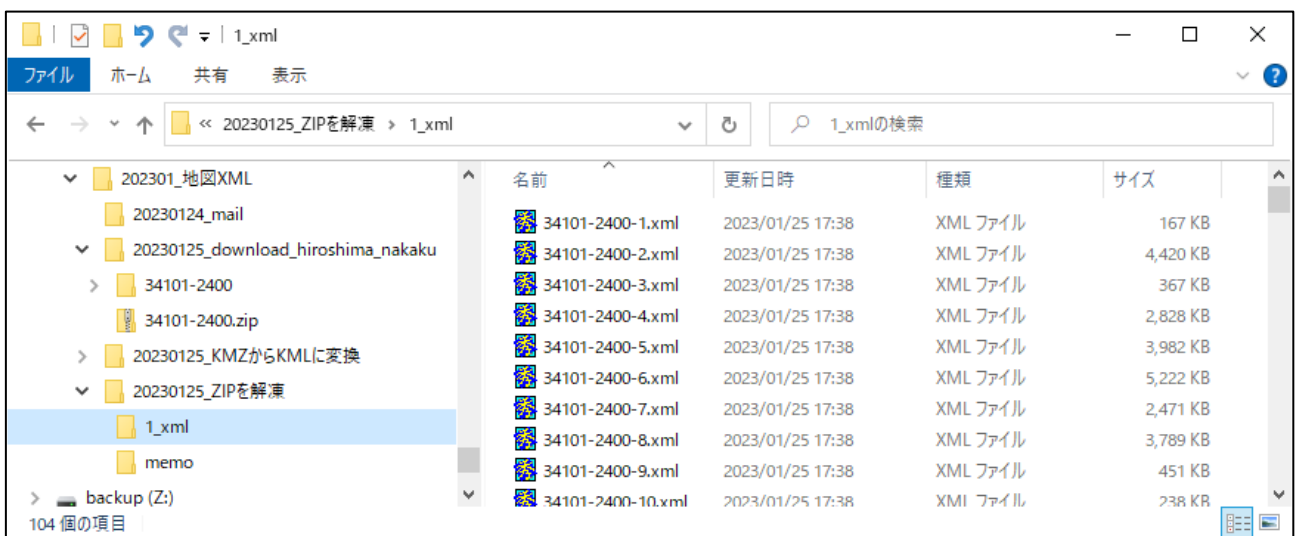 1_xml
ファイル ホーム 共有 表示
« 20230125_ZIPを解凍 › 1_xml 1_xmlの検索
202301_地図XML
20230124_mail
20230125_download_hiroshima_nakaku
34101-2400
34101-2400.zip
20230125_KMZからKMLに変換
20230125_ZIPを解凍
1_xml
memo
backup (Z:)
名前 更新日時 種類 サイズ
34101-2400-1.xml 2023/01/25 17:38 XML ファイル 167 KB
34101-2400-2.xml 2023/01/25 17:38 XML ファイル 4,420 KB
34101-2400-3.xml 2023/01/25 17:38 XML ファイル 367 KB
34101-2400-4.xml 2023/01/25 17:38 XML ファイル 2,828 KB
34101-2400-5.xml 2023/01/25 17:38 XML ファイル 3,982 KB
34101-2400-6.xml 2023/01/25 17:38 XML ファイル 5,222 KB
34101-2400-7.xml 2023/01/25 17:38 XML ファイル 2,471 KB
34101-2400-8.xml 2023/01/25 17:38 XML ファイル 3,789 KB
34101-2400-9.xml 2023/01/25 17:38 XML ファイル 451 KB
34101-2400-10.xml 2023/01/25 17:38 XML ファイル 238 KB
104 個の項目